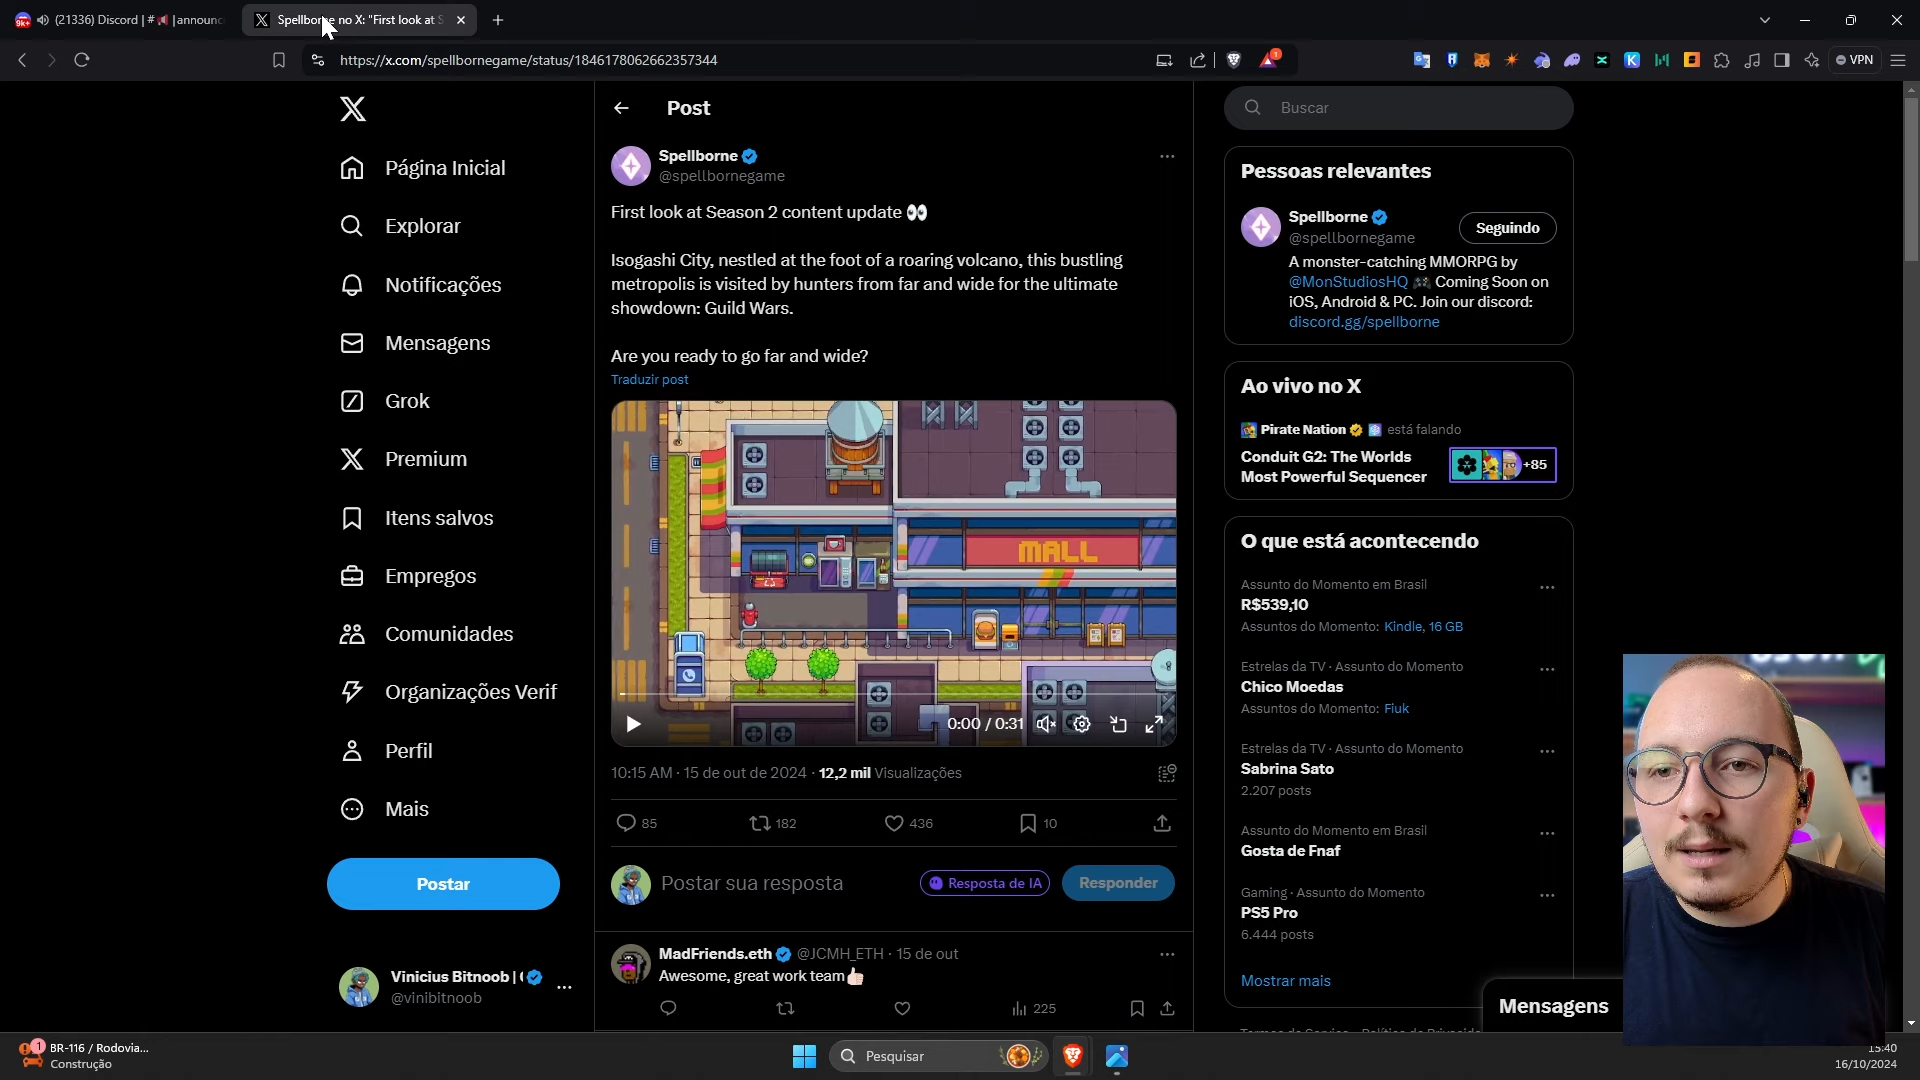 (21336) Discord | # | announc
Spellborne no X: "First look at S
https://x.com/spellbornegame/status/1846178062662357344
VPN
Página Inicial
Explorar
Notificações
Mensagens
Grok
Premium
Itens salvos
Empregos
Comunidades
Organizações Verif
Perfil
Mais
Postar
Vinicius Bitnoob | (
@vinibitnoob
Post
Spellborne
@spellbornegame
First look at Season 2 content update 👀
Isogashi City, nestled at the foot of a roaring volcano, this bustling
metropolis is visited by hunters from far and wide for the ultimate
showdown: Guild Wars.
Are you ready to go far and wide?
Traduzir post
MALL
0:00 / 0:31
10:15 AM · 15 de out de 2024 · 12,2 mil Visualizações
85
182
436
10
Postar sua resposta
Resposta de IA
Responder
MadFriends.eth @JCMH_ETH · 15 de out
Awesome, great work team👍🏻
225
Buscar
Pessoas relevantes
Spellborne
@spellbornegame
Seguindo
A monster-catching MMORPG by
@MonStudiosHQ 🎮 Coming Soon on
iOS, Android & PC. Join our discord:
discord.gg/spellborne
Ao vivo no X
Pirate Nation está falando
Conduit G2: The Worlds
Most Powerful Sequencer
+85
O que está acontecendo
Assunto do Momento em Brasil
R$539,10
Assuntos do Momento: Kindle, 16 GB
Estrelas da TV · Assunto do Momento
Chico Moedas
Assuntos do Momento: Fiuk
Estrelas da TV · Assunto do Momento
Sabrina Sato
2.207 posts
Assunto do Momento em Brasil
Gosta de Fnaf
Gaming · Assunto do Momento
PS5 Pro
6.444 posts
Mostrar mais
Mensagens
1
BR-116 / Rodovia...
Construção
Pesquisar
15:40
16/10/2024